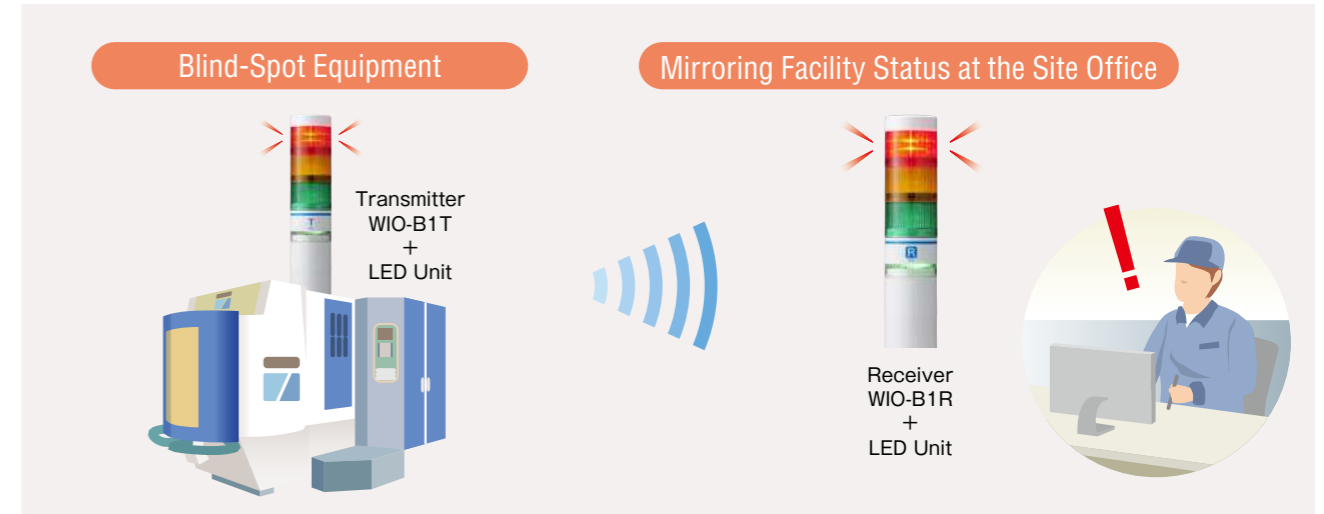 Blind-Spot Equipment
Mirroring Facility Status at the Site Office
Transmitter
WIO-B1T
+
LED Unit
T
R
Receiver
WIO-B1R
+
LED Unit